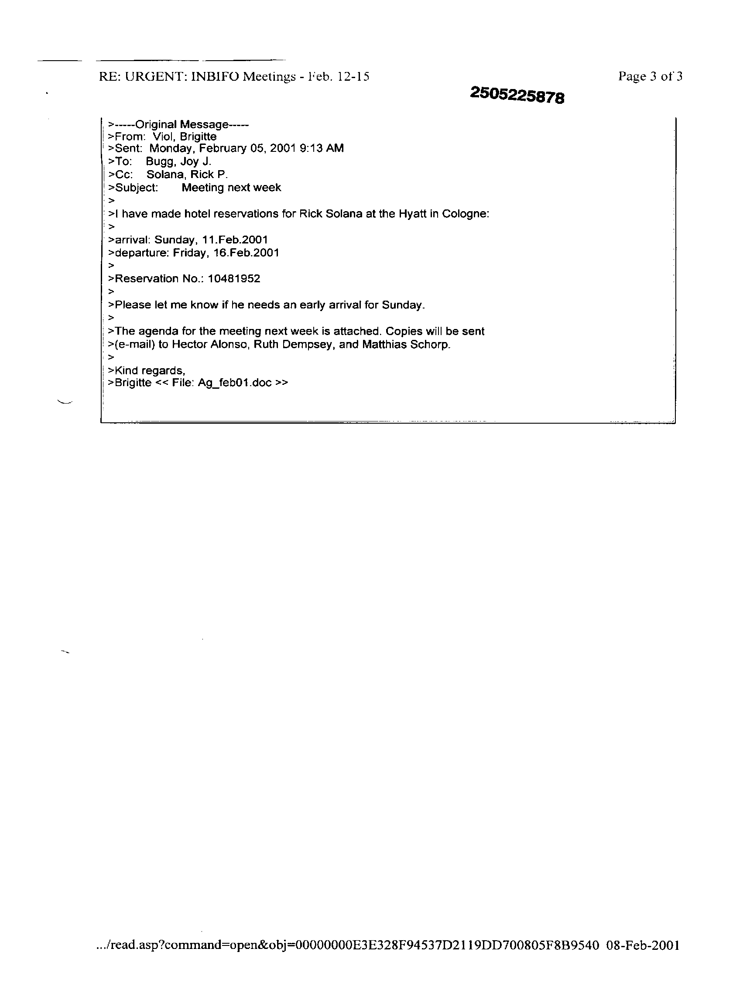 RE: URGENT: INBIFO Meetings - Feb. 12-15
Page 3 of 3
2505225878
>-----Original Message-----
>From: Viol, Brigitte
>Sent: Monday, February 05, 2001 9:13 AM
>To: Bugg, Joy J.
>Cc: Solana, Rick P.
>Subject: Meeting next week
>
>I have made hotel reservations for Rick Solana at the Hyatt in Cologne:
>
>arrival: Sunday, 11.Feb.2001
>departure: Friday, 16.Feb.2001
>
>Reservation No.: 10481952
>
>Please let me know if he needs an early arrival for Sunday.
>
>The agenda for the meeting next week is attached. Copies will be sent
>(e-mail) to Hector Alonso, Ruth Dempsey, and Matthias Schorp.
>
>Kind regards,
>Brigitte << File: Ag_feb01.doc >>
.../read.asp?command=open&obj=00000000E3E328F94537D2119DD700805F8B9540 08-Feb-2001